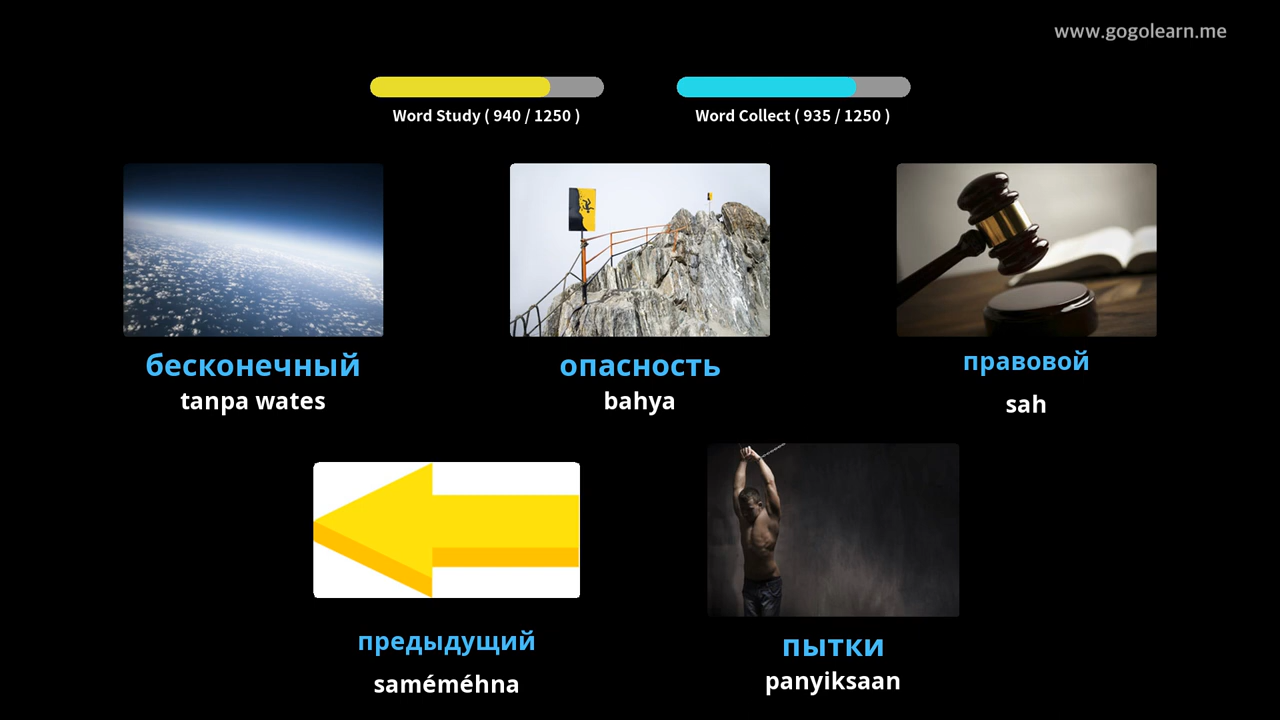 www.gogolearn.me
Word Study ( 940 / 1250 )
Word Collect ( 935 / 1250 )
бесконечный
tanpa wates
опасность
bahya
правовой
sah
предыдущий
saméméhna
пытки
panyiksaan